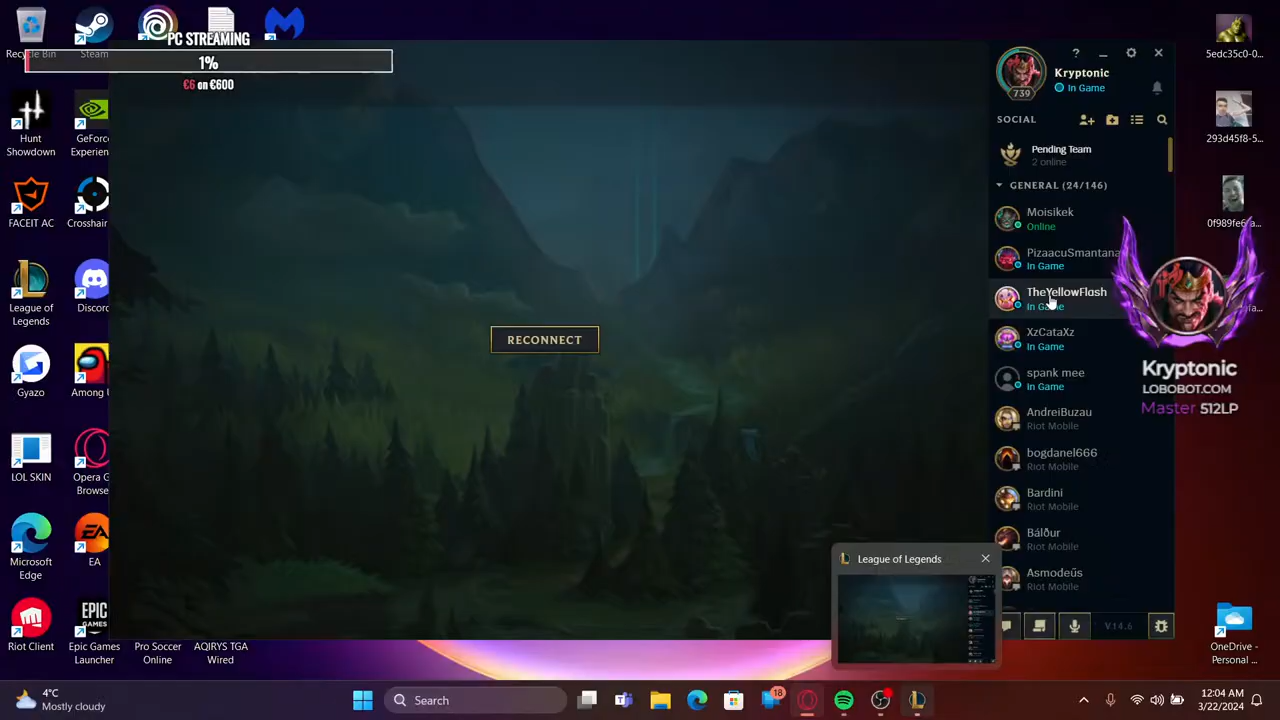 Recycle Bin
Steam
PC STREAMING
1%
€6 on €600
5edc35c0-0...
Hunt
Showdown
GeForce
Experien...
293d45f8-5...
FACEIT AC
Crosshair
0f989fe6
League of
Legends
Discord
Gyazo
Among U
LOL SKIN
Opera G
Browse
Microsoft
Edge
EA
Riot Client
EPIC
GAMES
Epic Games
Launcher
Pro Soccer
Online
AQIRYS TGA
Wired
OneDrive -
Personal ...
RECONNECT
?
739
Kryptonic
In Game
SOCIAL
Pending Team
2 online
GENERAL (24/146)
Moisikek
Online
PizaacuSmantana
In Game
TheYellowFlash
In Game
XzCataXz
In Game
spank mee
In Game
AndreiBuzau
Riot Mobile
bogdanel666
Riot Mobile
Bardini
Riot Mobile
Bálður
Riot Mobile
Asmodeűs
Riot Mobile
V14.6
Kryptonic
LOBOBOT.COM
Master 512LP
League of Legends
4°C
Mostly cloudy
Search
18
12:04 AM
3/22/2024